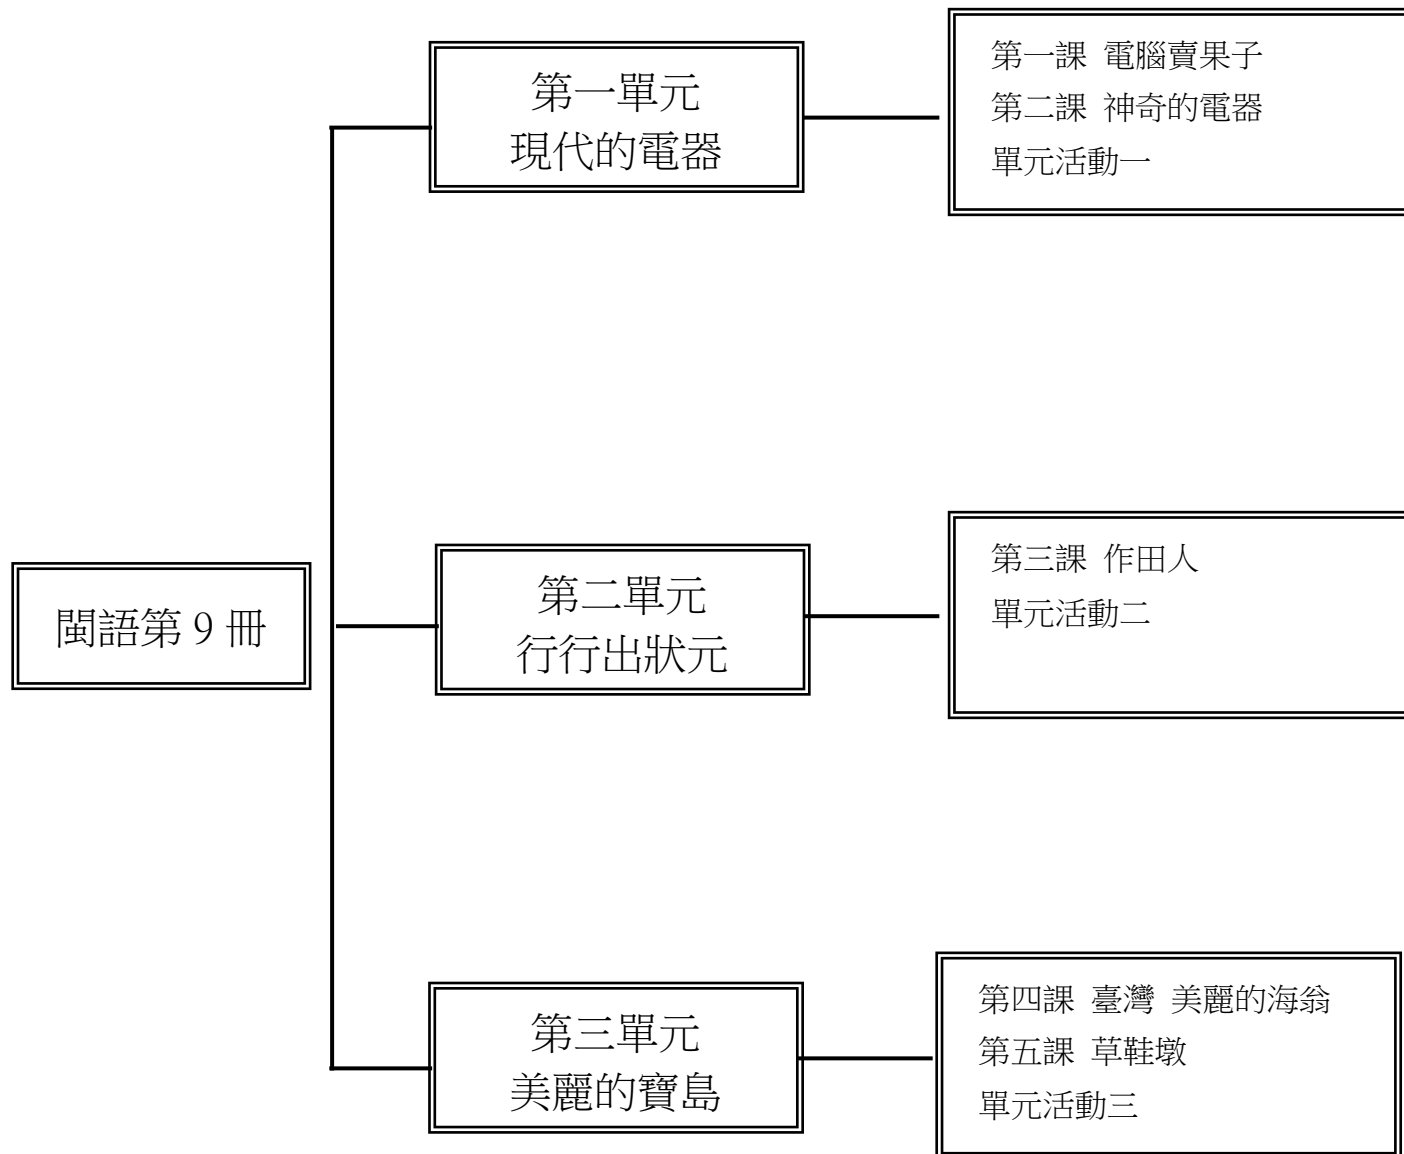 閩語第 9 冊
第一單元
現代的電器
第一課 電腦賣果子
第二課 神奇的電器
單元活動一
第二單元
行行出狀元
第三課 作田人
單元活動二
第三單元
美麗的寶島
第四課 臺灣 美麗的海翁
第五課 草鞋墩
單元活動三